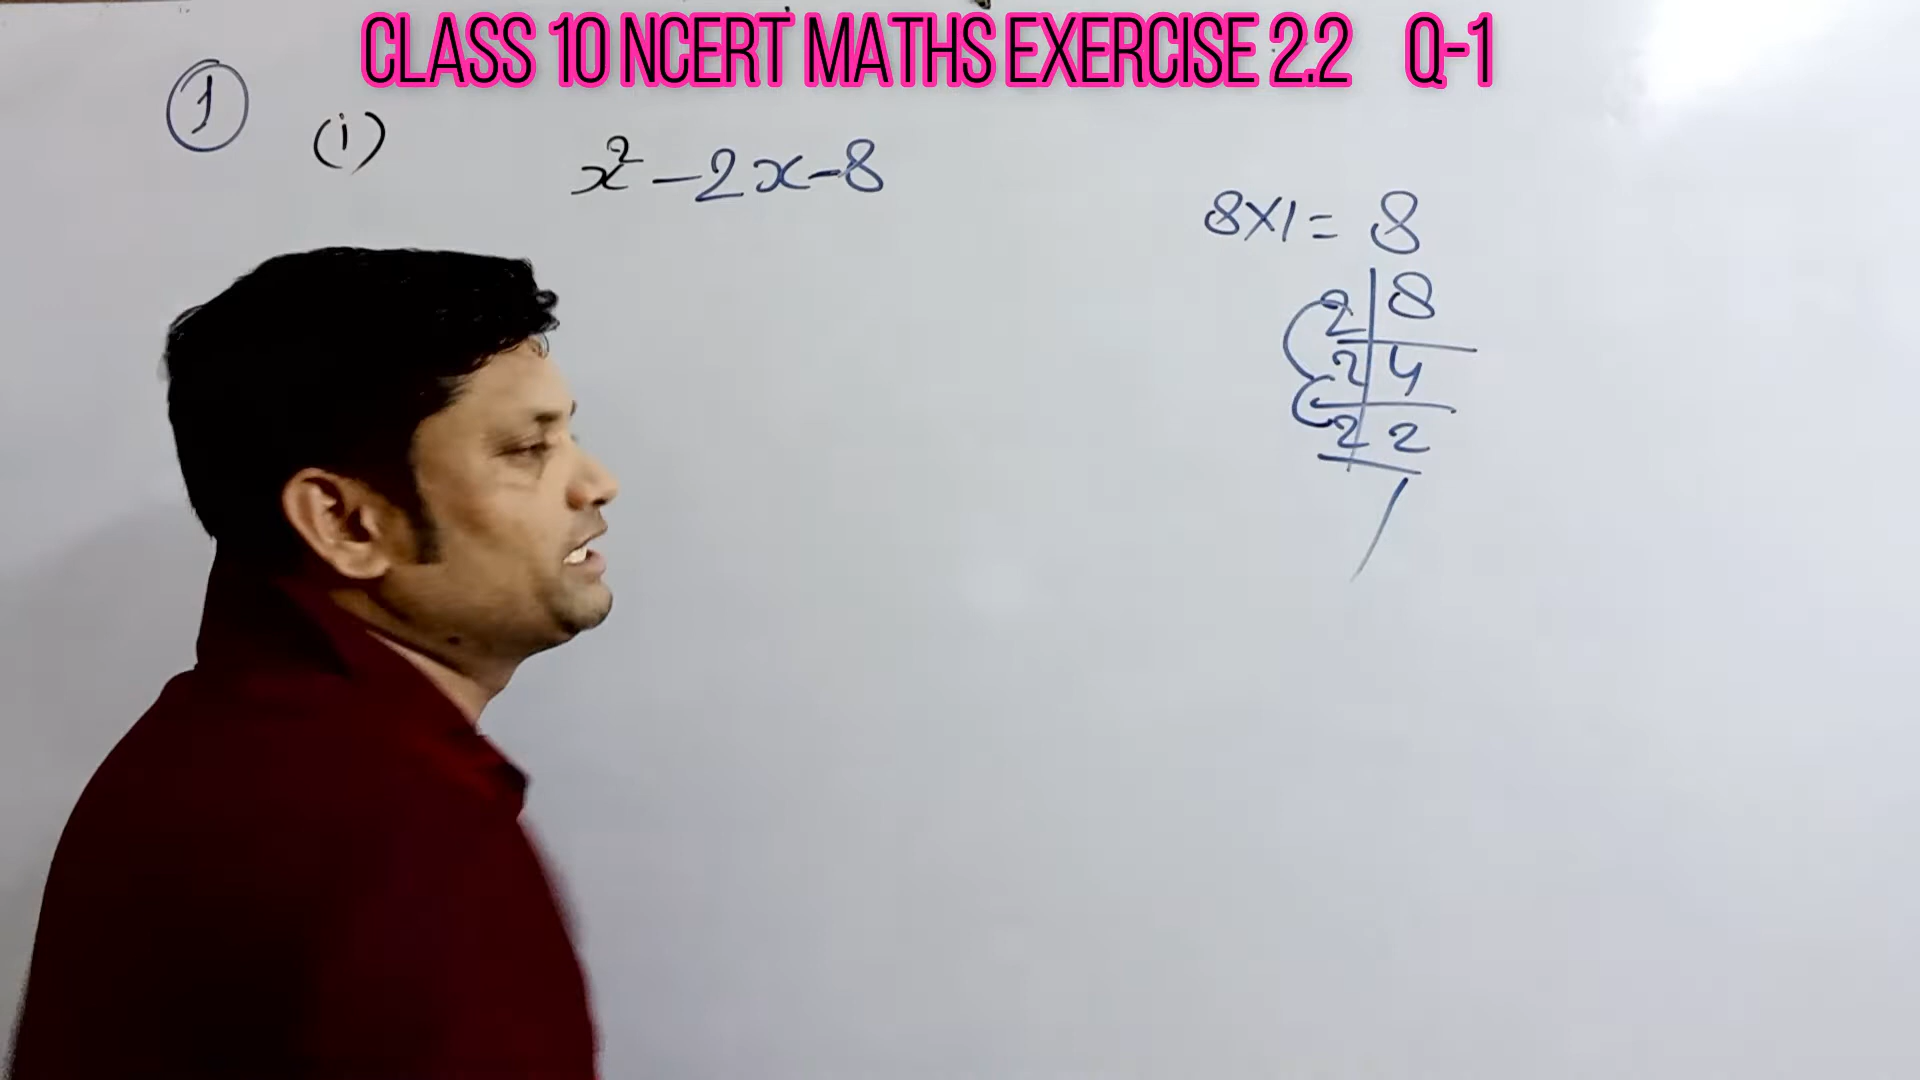 CLASS 10 NCERT MATHS EXERCISE 2.2 Q-1
1
(i) x² - 2x - 8
8×1 = 8
2 | 8
2 | 4
2 | 2
1